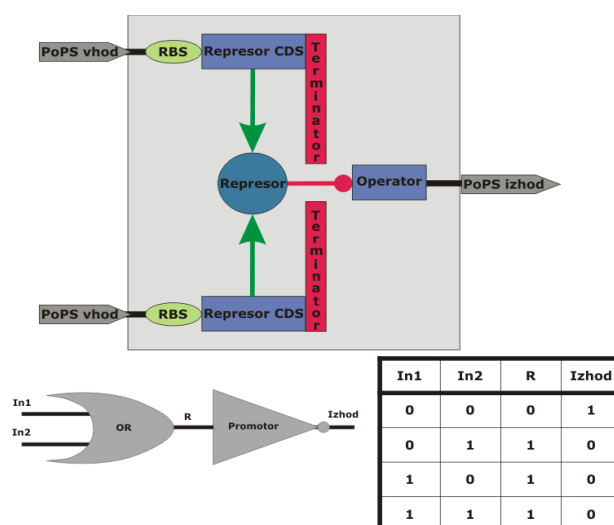 PoPS vhod
RBS
Represor CDS
Terminator
Represor
Operator
PoPS izhod
Terminator
PoPS vhod
RBS
Represor CDS
In1
In2
OR
R
Promotor
Izhod
In1 In2 R Izhod
0 0 0 1
0 1 1 0
1 0 1 0
1 1 1 0